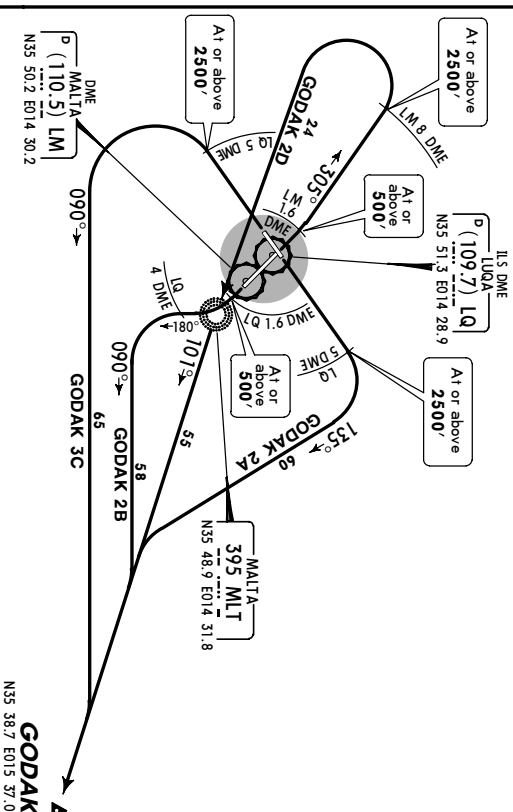 At or above
2500'
LM 8 DME
24
GODAK 2D
305°
At or above
2500'
LQ 5 DME
LM
1.6
DME
At or
above
500'
ILS DME
LUQA
D (109.7) LQ
N35 51.3 E014 28.9
DME
MALTA
D (110.5) LM
N35 50.2 E014 30.2
LQ 1.6 DME
LQ
4 DME
180°
101°
At or
above
500'
LQ
5 DME
At or above
2500'
135°
GODAK 2A
60
090°
090°
55
58
GODAK 2B
65
GODAK 3C
MALTA
395 MLT
N35 48.9 E014 31.8
GODAK
N35 38.7 E015 37.0